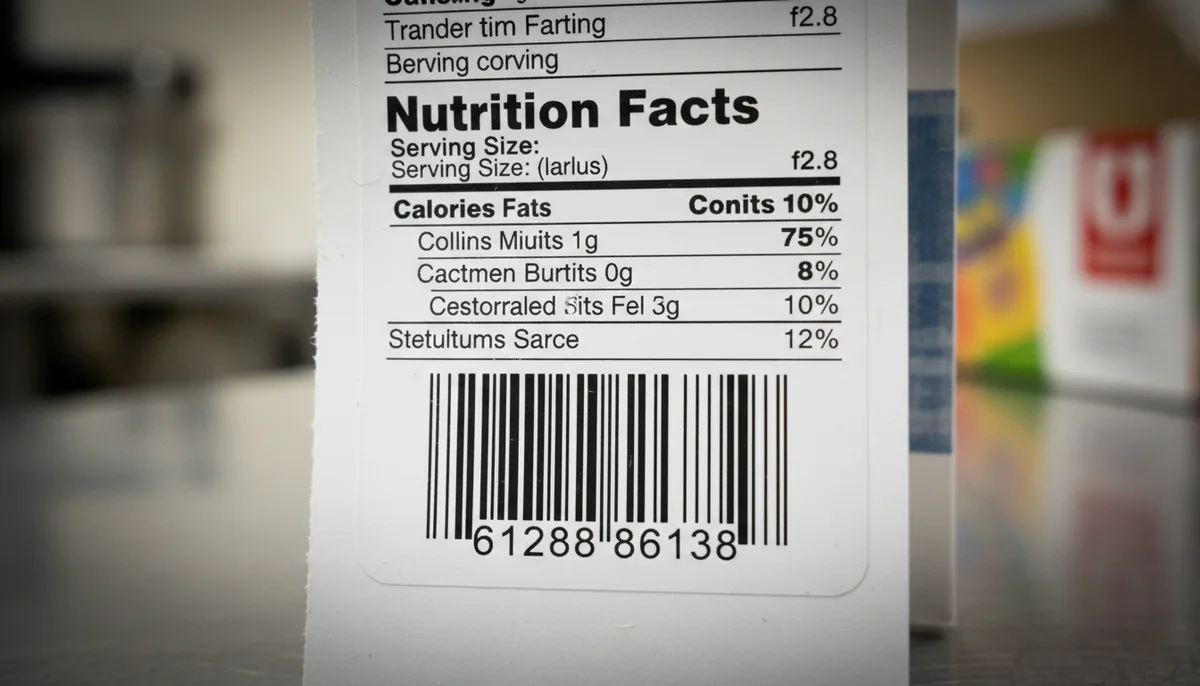 Trander tim Farting f2.8
Berving corving
Nutrition Facts
Serving Size:
Serving Size: (larlus) f2.8
Calories Fats Conits 10%
Collins Miuits 1g 75%
Cactmen Burtits 0g 8%
Cestorraled Sits Fel 3g 10%
Stetuitums Sarce 12%
61288 86138